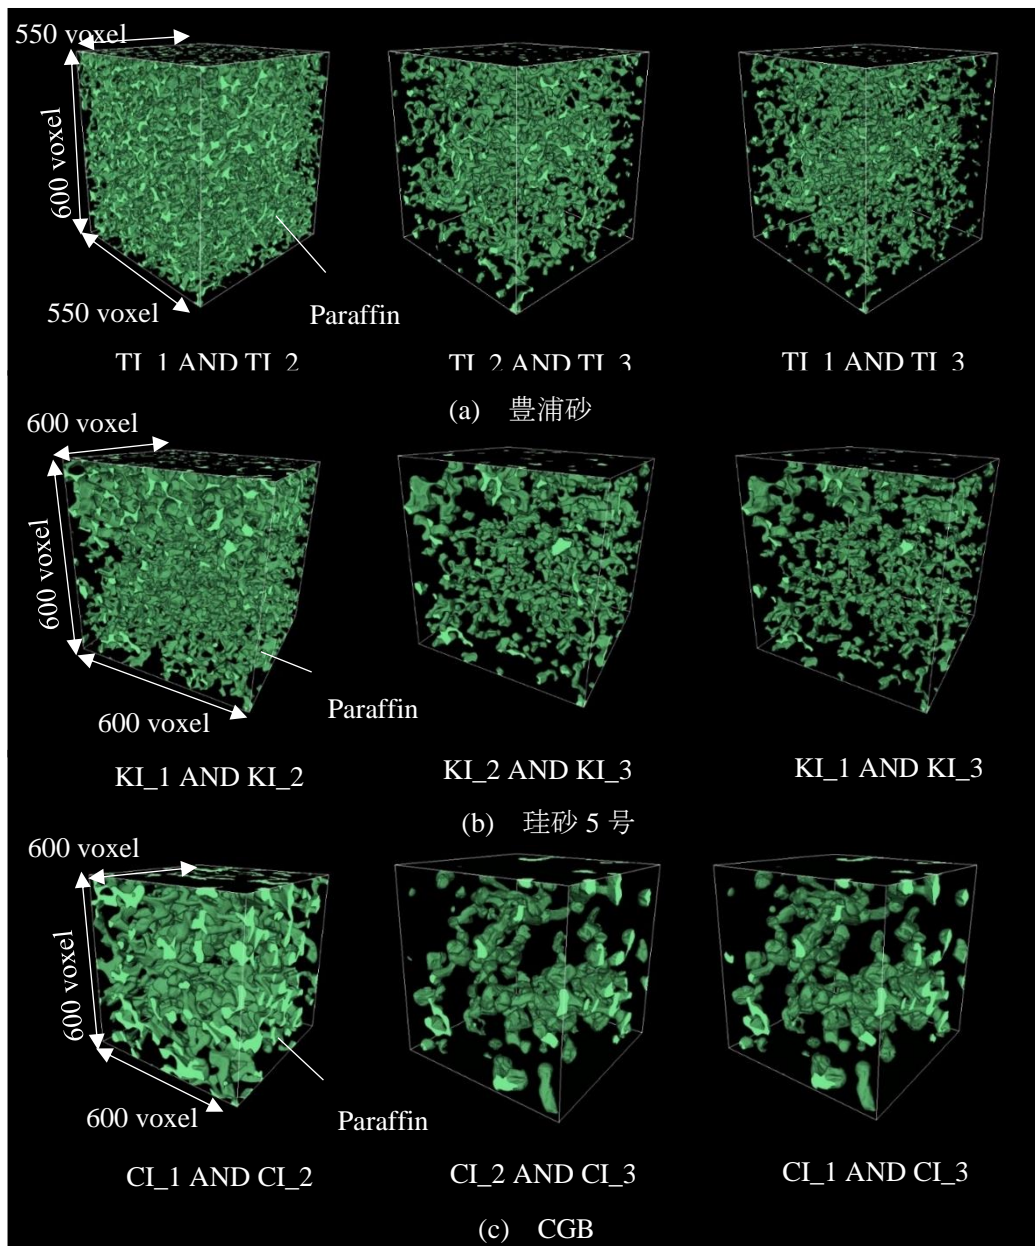 550 voxel
600 voxel
550 voxel
Paraffin
TI_1 AND TI_2
TI_2 AND TI_3
TI_1 AND TI_3
(a) 豊浦砂
600 voxel
600 voxel
600 voxel
Paraffin
KI_1 AND KI_2
KI_2 AND KI_3
KI_1 AND KI_3
(b) 珪砂 5 号
600 voxel
600 voxel
600 voxel
Paraffin
CI_1 AND CI_2
CI_2 AND CI_3
CI_1 AND CI_3
(c) CGB